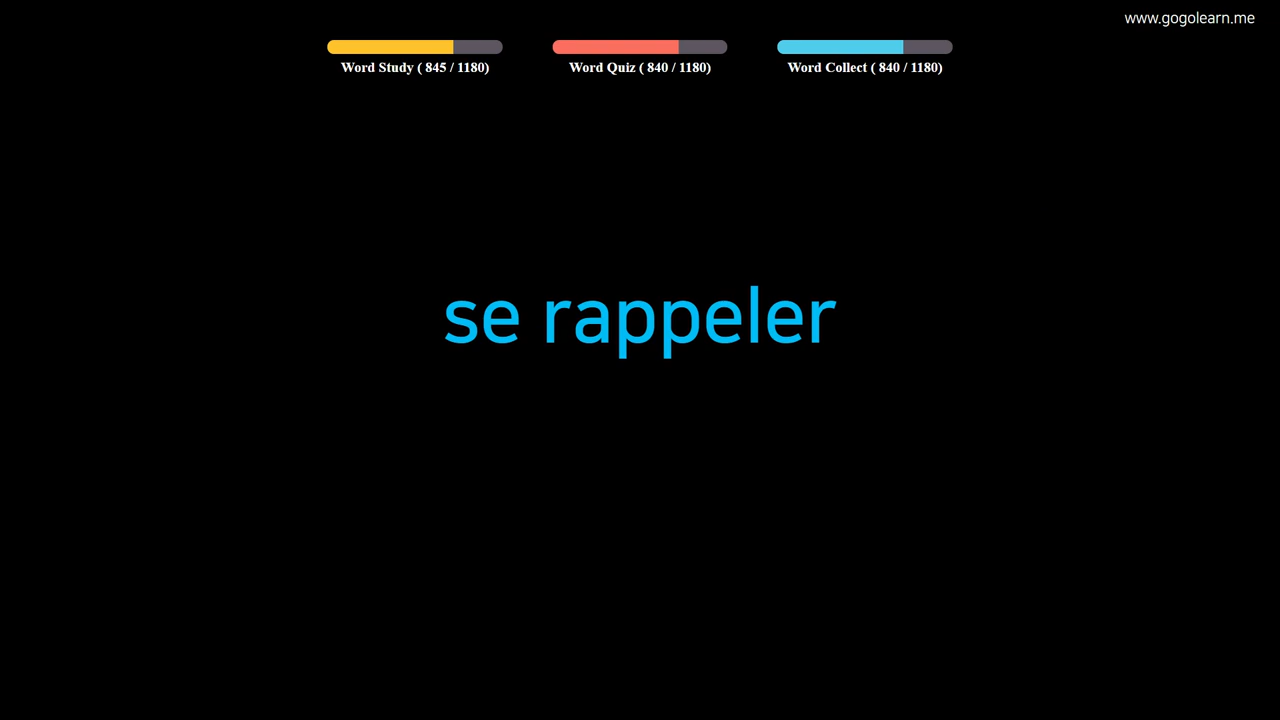 www.gogolearn.me
Word Study ( 845 / 1180)
Word Quiz ( 840 / 1180)
Word Collect ( 840 / 1180)
se rappeler